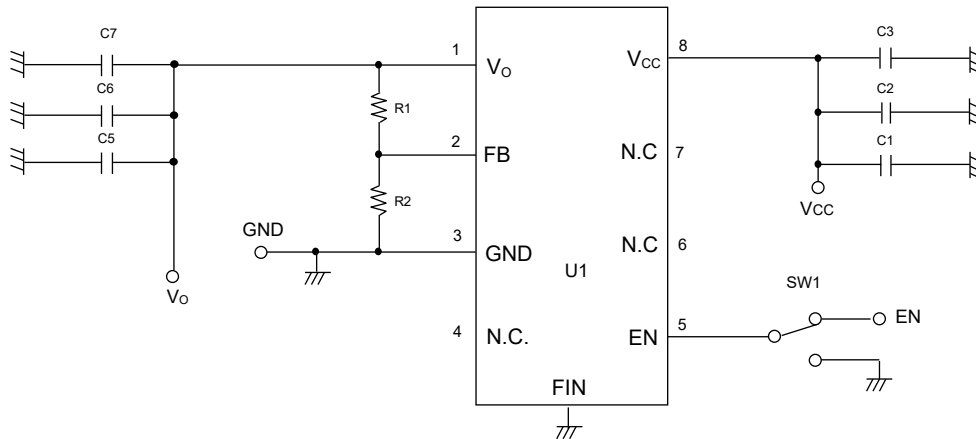 C7
C6
C5
1
VO
R1
2
FB
R2
GND
3
GND
VO
4
N.C.
U1
FIN
8
VCC
C3
C2
C1
VCC
N.C
7
N.C
6
SW1
5
EN
EN